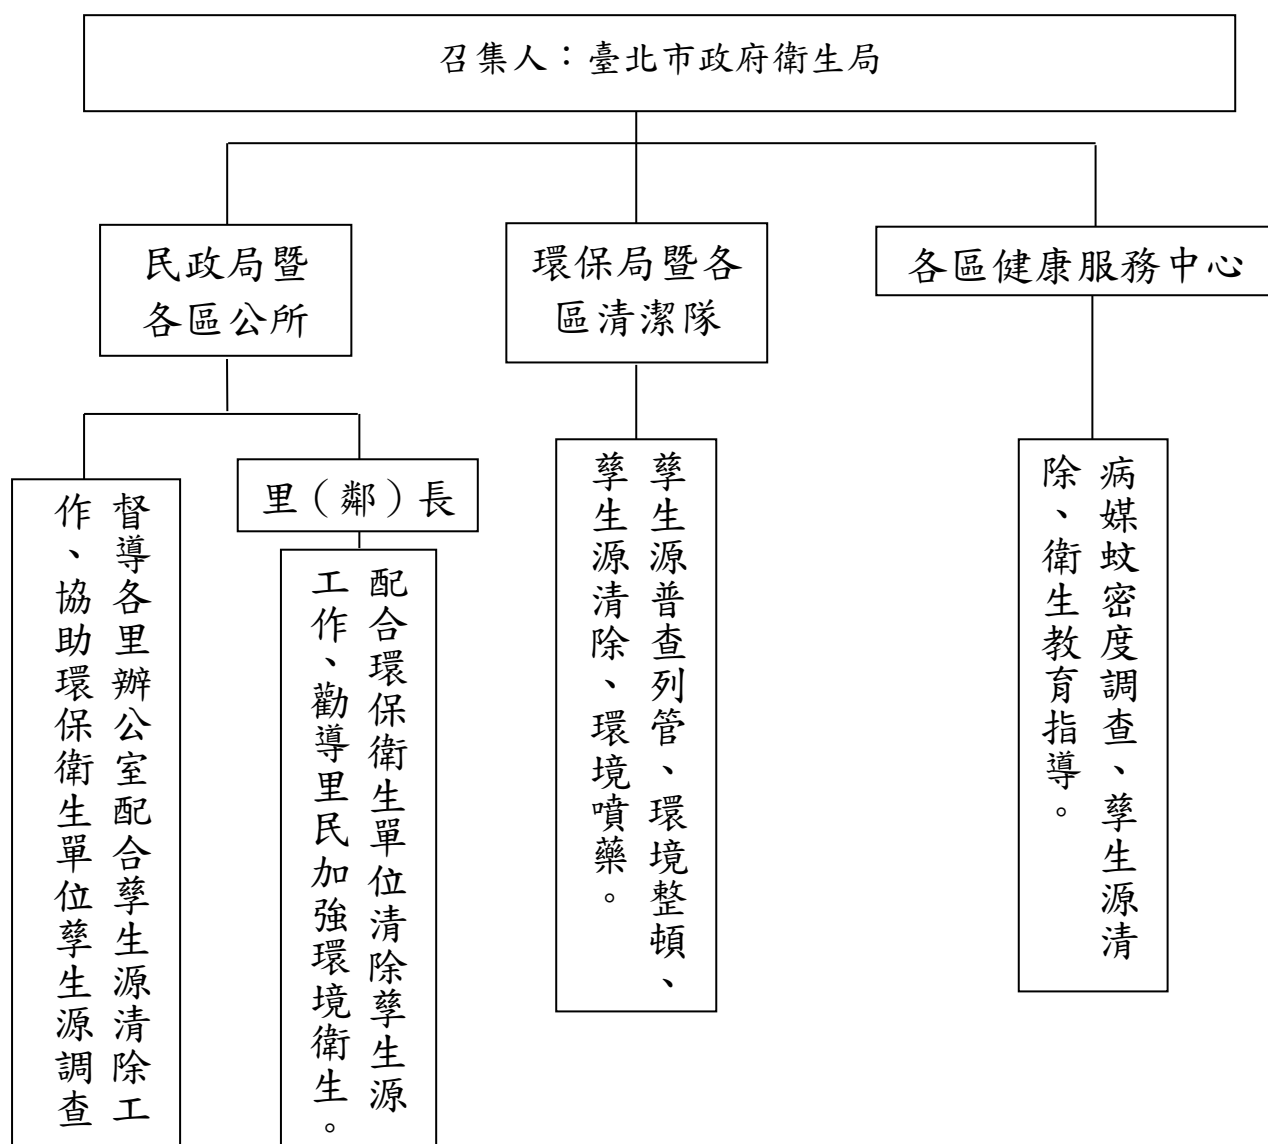 召集人：臺北市政府衛生局
民政局暨
各區公所
環保局暨各
區清潔隊
各區健康服務中心
里（鄰）長
督導各里辦公室配合孳生源清除工
作、協助環保衛生單位孳生源調查
配合環保衛生單位清除孳生源
工作、勸導里民加強環境衛生。
孳生源普查列管、環境整頓、
孳生源清除、環境噴藥。
病媒蚊密度調查、孳生源清
除、衛生教育指導。